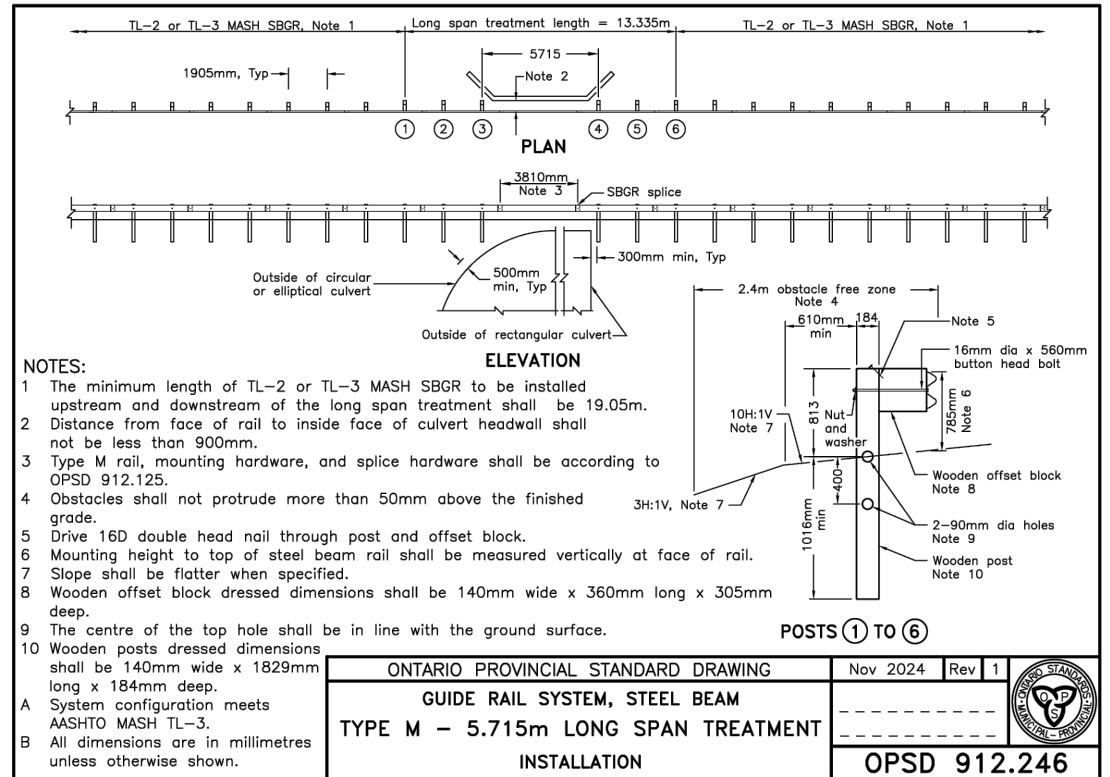 TL-2 or TL-3 MASH SBGR, Note 1
Long span treatment length = 13.335m
TL-2 or TL-3 MASH SBGR, Note 1
5715
Note 2
1905mm, Typ
1 2 3 4 5 6
PLAN
3810mm
Note 3
SBGR splice
300mm min, Typ
Outside of circular
or elliptical culvert
500mm
min, Typ
Outside of rectangular culvert
ELEVATION
2.4m obstacle free zone
Note 4
610mm
min
184
Note 5
16mm dia x 560mm
button head bolt
813
Nut
and
washer
785mm
Note 6
10H:1V
Note 7
400
Wooden offset block
Note 8
3H:1V, Note 7
1016mm
min
2-90mm dia holes
Note 9
Wooden post
Note 10
POSTS 1 TO 6
NOTES:
1 The minimum length of TL-2 or TL-3 MASH SBGR to be installed
upstream and downstream of the long span treatment shall be 19.05m.
2 Distance from face of rail to inside face of culvert headwall shall
not be less than 900mm.
3 Type M rail, mounting hardware, and splice hardware shall be according to
OPSD 912.125.
4 Obstacles shall not protrude more than 50mm above the finished
grade.
5 Drive 16D double head nail through post and offset block.
6 Mounting height to top of steel beam rail shall be measured vertically at face of rail.
7 Slope shall be flatter when specified.
8 Wooden offset block dressed dimensions shall be 140mm wide x 360mm long x 305mm
deep.
9 The centre of the top hole shall be in line with the ground surface.
10 Wooden posts dressed dimensions
shall be 140mm wide x 1829mm
long x 184mm deep.
A System configuration meets
AASHTO MASH TL-3.
B All dimensions are in millimetres
unless otherwise shown.
ONTARIO PROVINCIAL STANDARD DRAWING
Nov 2024 Rev 1
GUIDE RAIL SYSTEM, STEEL BEAM
TYPE M - 5.715m LONG SPAN TREATMENT
INSTALLATION
ONTARIO STANDARDS
MUNICIPAL - PROVINCIAL
O P
S
OPSD 912.246